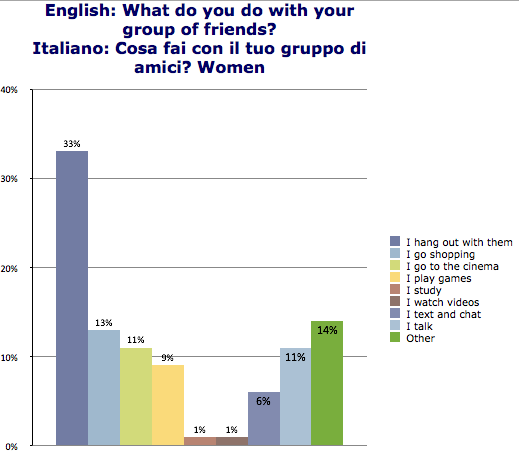 English: What do you do with your
group of friends?
Italiano: Cosa fai con il tuo gruppo di
amici? Women
40%
30%
20%
10%
0%
33%
13%
11%
9%
1%
1%
6%
11%
14%
I hang out with them
I go shopping
I go to the cinema
I play games
I study
I watch videos
I text and chat
I talk
Other